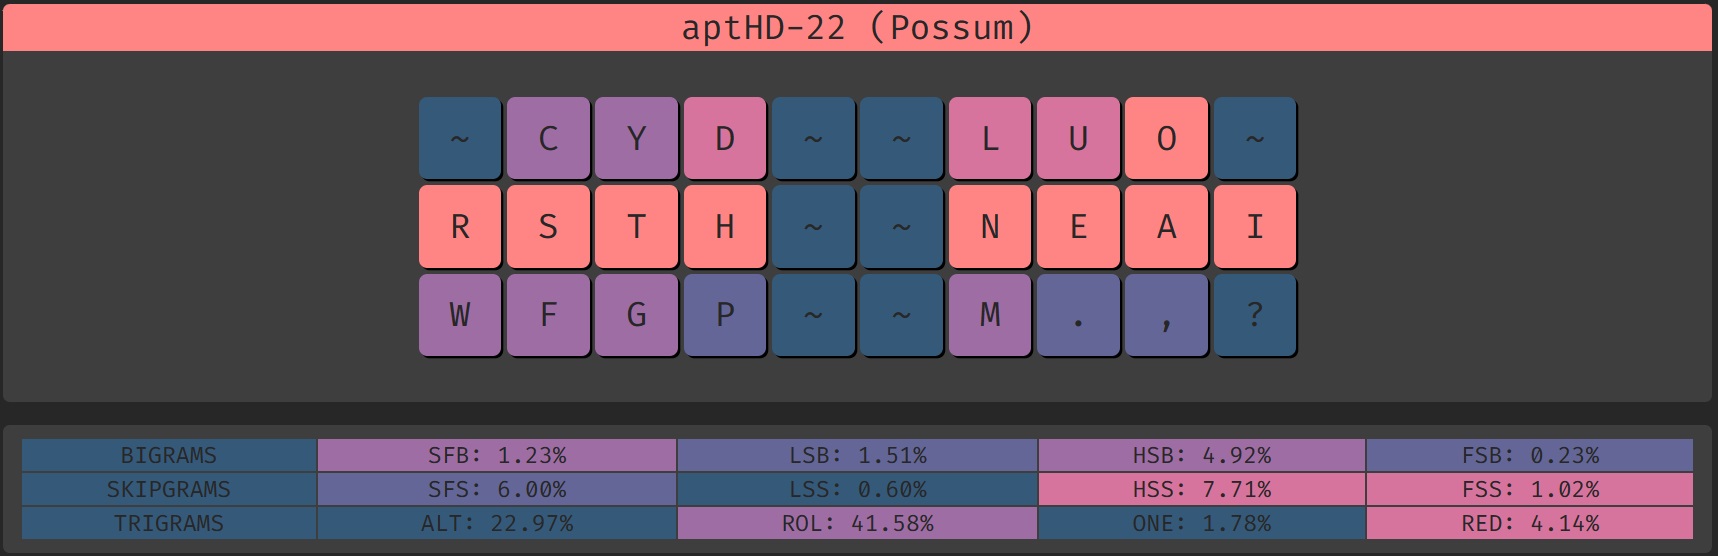 aptHD-22 (Possum)
~ C Y D ~ ~ L U O ~
R S T H ~ ~ N E A I
W F G P ~ ~ M . , ?
BIGRAMS SFB: 1.23% LSB: 1.51% HSB: 4.92% FSB: 0.23%
SKIPGRAMS SFS: 6.00% LSS: 0.60% HSS: 7.71% FSS: 1.02%
TRIGRAMS ALT: 22.97% ROL: 41.58% ONE: 1.78% RED: 4.14%